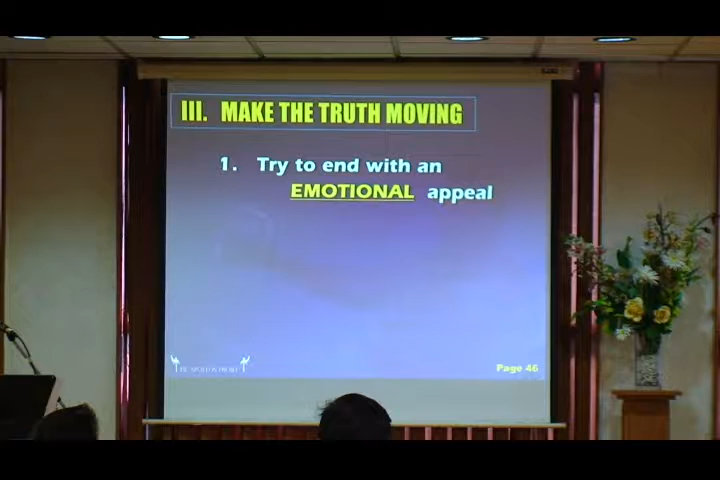 III. MAKE THE TRUTH MOVING
1. Try to end with an
EMOTIONAL appeal
Page 46